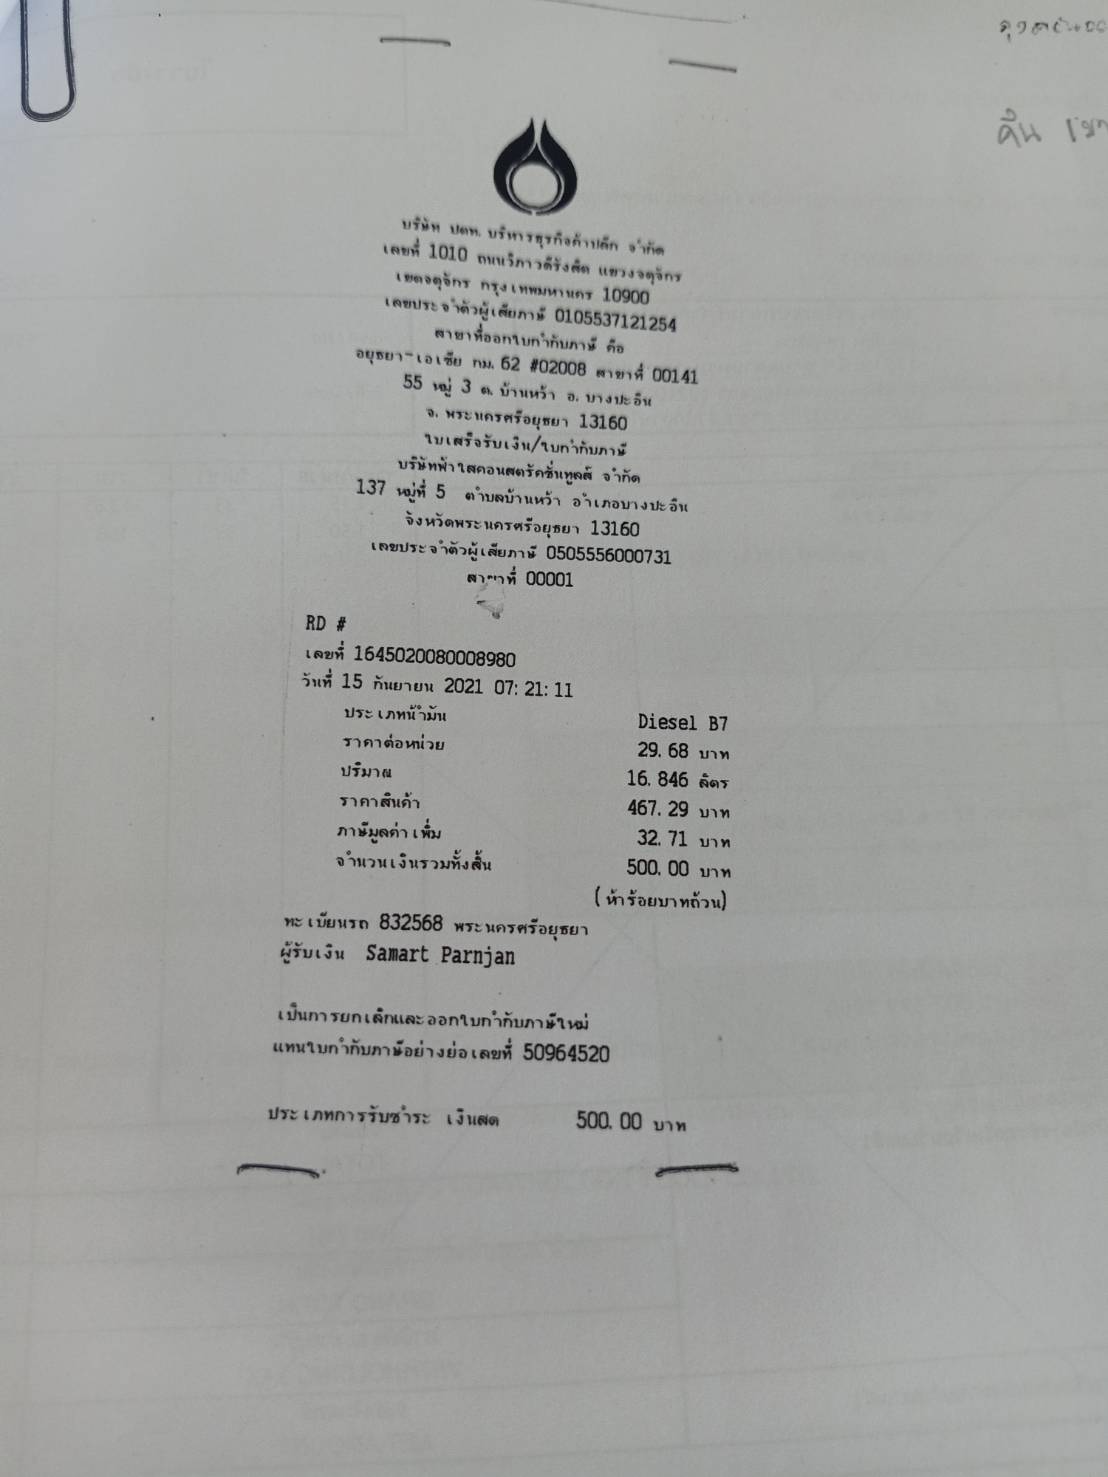 คืน
บริษัท ปตท. บริหารธุรกิจค้าปลีก จำกัด
เลขที่ 1010 ถนนวิภาวดีรังสิต แขวงจตุจักร
เขตจตุจักร กรุงเทพมหานคร 10900
เลขประจำตัวผู้เสียภาษี 0105537121254
สาขาที่ออกใบกำกับภาษี คือ
อยุธยา-เอเซีย กม. 62 #02008 สาขาที่ 00141
55 หมู่ 3 ต. บ้านหว้า อ. บางปะอิน
จ. พระนครศรีอยุธยา 13160
ใบเสร็จรับเงิน/ใบกำกับภาษี
บริษัทฟ้าใสคอนสตรัคชั่นทูลส์ จำกัด
137 หมู่ที่ 5 ตำบลบ้านหว้า อำเภอบางปะอิน
จังหวัดพระนครศรีอยุธยา 13160
เลขประจำตัวผู้เสียภาษี 0505556000731
สาขาที่ 00001
RD #
เลขที่ 1645020080008980
วันที่ 15 กันยายน 2021 07:21:11
ประเภทน้ำมัน Diesel B7
ราคาต่อหน่วย 29.68 บาท
ปริมาณ 16.846 ลิตร
ราคาสินค้า 467.29 บาท
ภาษีมูลค่าเพิ่ม 32.71 บาท
จำนวนเงินรวมทั้งสิ้น 500.00 บาท
(ห้าร้อยบาทถ้วน)
ทะเบียนรถ 832568 พระนครศรีอยุธยา
ผู้รับเงิน Samart Parnjan
เป็นการยกเลิกและออกใบกำกับภาษีใหม่
แทนใบกำกับภาษีอย่างย่อเลขที่ 50964520
ประเภทการรับชำระ เงินสด 500.00 บาท